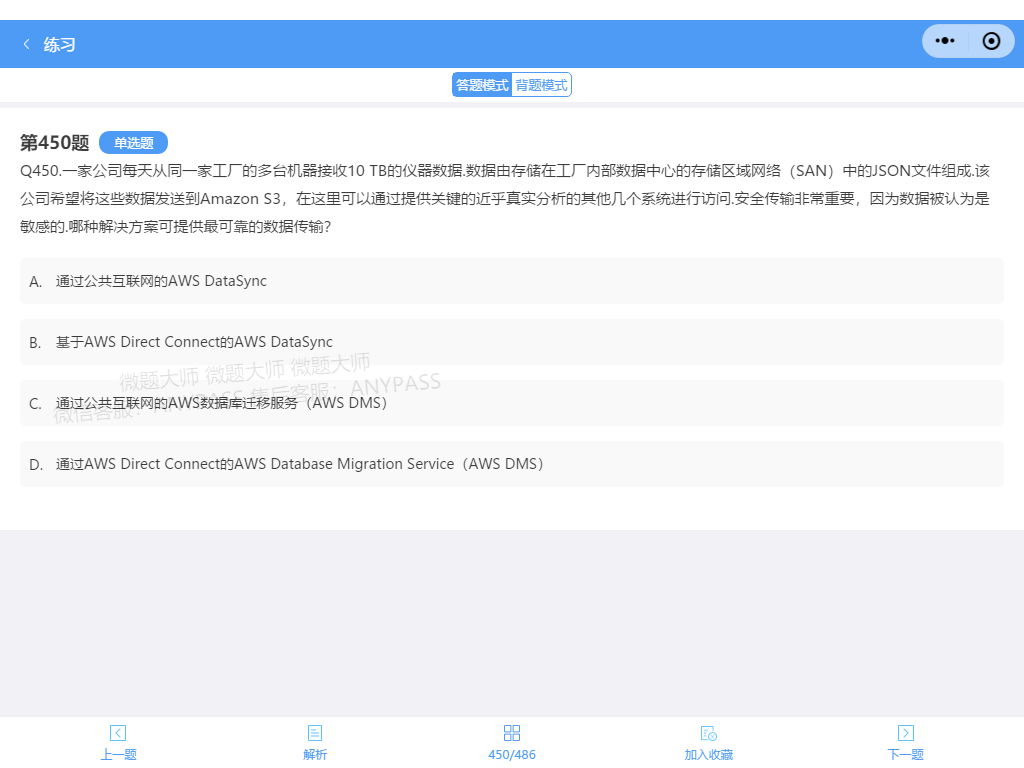 练习
答题模式 背题模式
第450题 单选题
Q450.一家公司每天从同一家工厂的多台机器接收10 TB的仪器数据.数据由存储在工厂内部数据中心的存储区域网络（SAN）中的JSON文件组成.该
公司希望将这些数据发送到Amazon S3，在这里可以通过提供关键的近乎真实分析的其他几个系统进行访问.安全传输非常重要，因为数据被认为是
敏感的.哪种解决方案可提供最可靠的数据传输?
A. 通过公共互联网的AWS DataSync
B. 基于AWS Direct Connect的AWS DataSync
微题大师 微题大师 微题大师
微信客服：ANYPASS 售后客服：ANYPASS
C. 通过公共互联网的AWS数据库迁移服务（AWS DMS）
D. 通过AWS Direct Connect的AWS Database Migration Service（AWS DMS）
上一题 解析 450/486 加入收藏 下一题